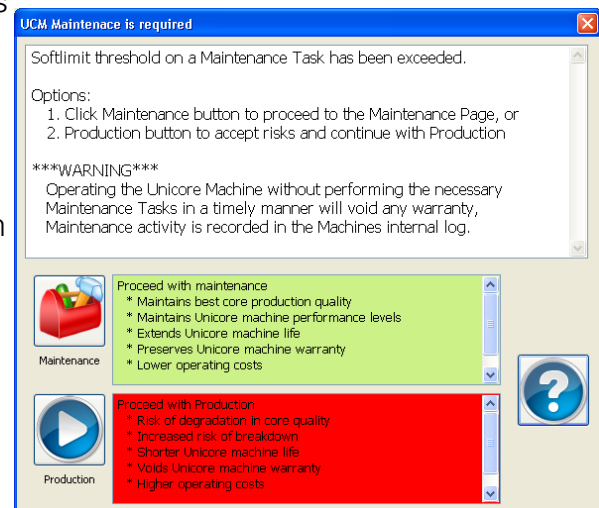 s
UCM Maintenace is required
Softlimit threshold on a Maintenance Task has been exceeded.
Options:
1. Click Maintenance button to proceed to the Maintenance Page, or
2. Production button to accept risks and continue with Production
***WARNING***
Operating the Unicore Machine without performing the necessary
Maintenance Tasks in a timely manner will void any warranty,
Maintenance activity is recorded in the Machines internal log.
n
Maintenance
Proceed with maintenance
* Maintains best core production quality
* Maintains Unicore machine performance levels
* Extends Unicore machine life
* Preserves Unicore machine warranty
* Lower operating costs
?
Production
Proceed with Production
* Risk of degradation in core quality
* Increased risk of breakdown
* Shorter Unicore machine life
* Voids Unicore machine warranty
* Higher operating costs